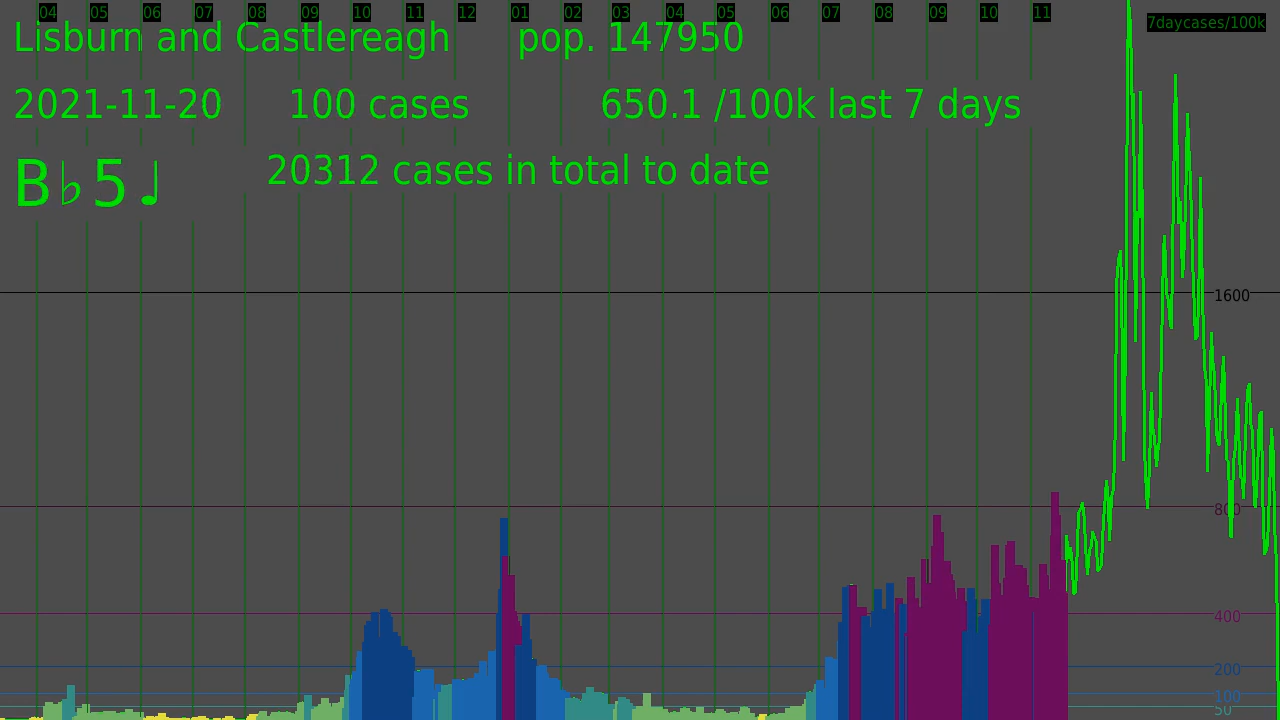 04 05 06 07 08 09 10 11 12 01 02 03 04 05 06 07 08 09 10 11
7daycases/100k
Lisburn and Castlereagh pop. 147950
2021-11-20 100 cases 650.1 /100k last 7 days
B♭5♩ 20312 cases in total to date
1600
800
400
200
100
50